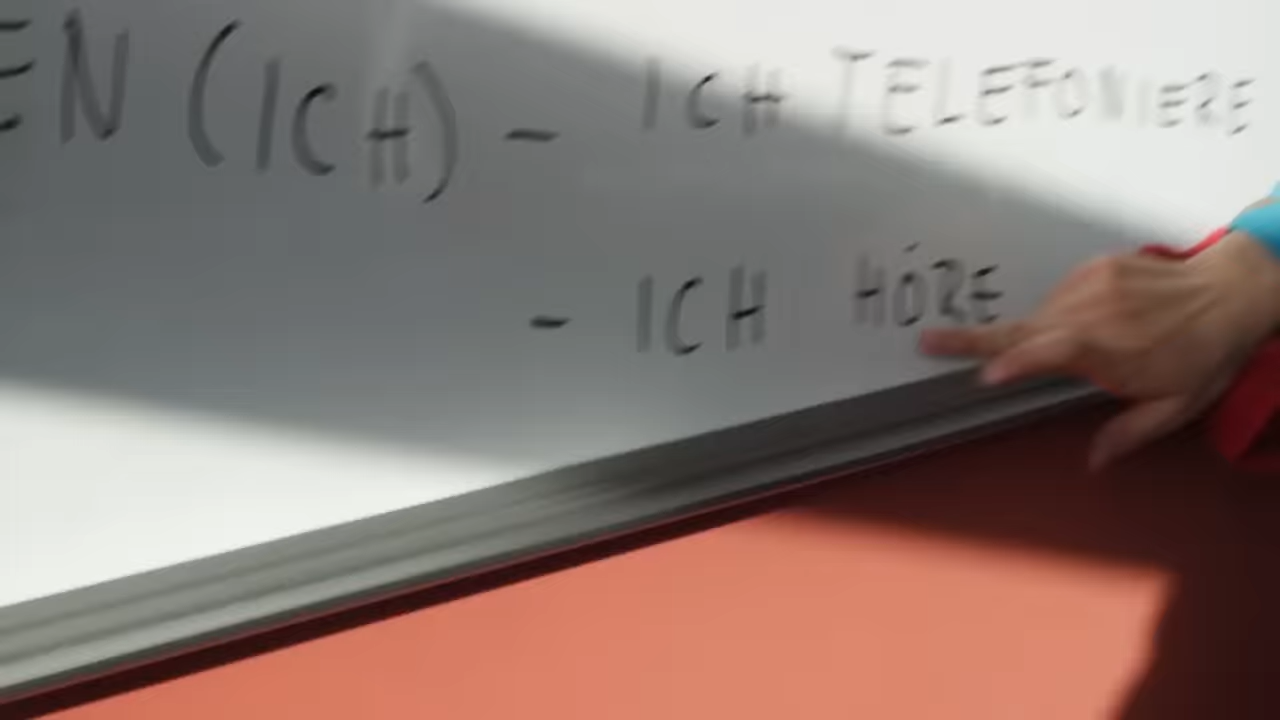 EN (ICH) - ICH TELEFONIERE
- ICH HÖRE